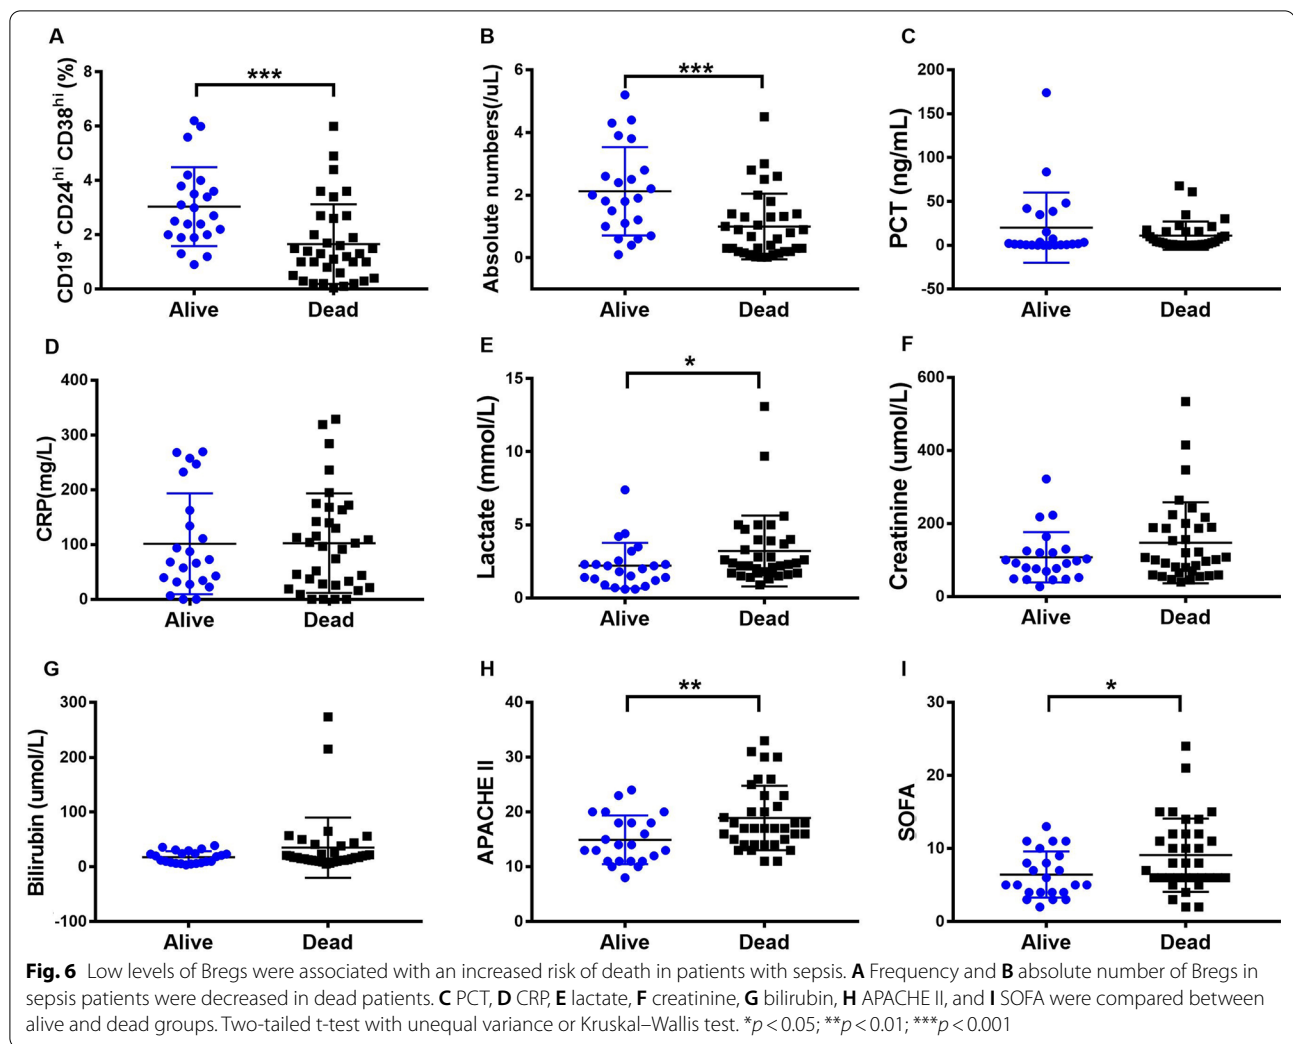 A
CD19+ CD24hi CD38hi (%)
8
6
4
2
0
***
Alive
Dead
B
Absolute numbers(/uL)
6
4
2
0
***
Alive
Dead
C
PCT (ng/mL)
200
150
100
50
0
-50
Alive
Dead
D
CRP(mg/L)
400
300
200
100
0
Alive
Dead
E
Lactate (mmol/L)
15
10
5
0
*
Alive
Dead
F
Creatinine (umol/L)
600
400
200
0
Alive
Dead
G
Bilirubin (umol/L)
300
200
100
0
-100
Alive
Dead
H
APACHE II
40
30
20
10
0
**
Alive
Dead
I
SOFA
30
20
10
0
*
Alive
Dead
Fig. 6 Low levels of Bregs were associated with an increased risk of death in patients with sepsis. A Frequency and B absolute number of Bregs in
sepsis patients were decreased in dead patients. C PCT, D CRP, E lactate, F creatinine, G bilirubin, H APACHE II, and I SOFA were compared between
alive and dead groups. Two-tailed t-test with unequal variance or Kruskal–Wallis test. *p < 0.05; **p < 0.01; ***p < 0.001